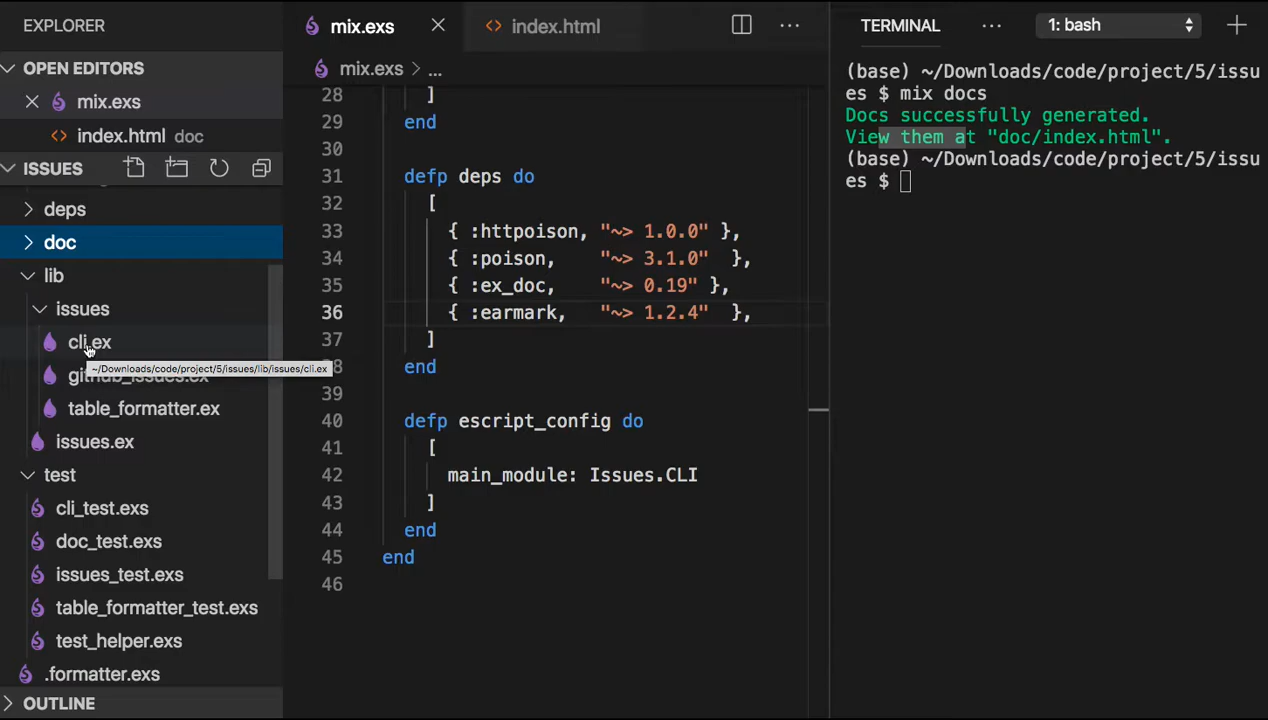 EXPLORER
OPEN EDITORS
mix.exs
index.html doc
ISSUES
deps
doc
lib
issues
cli.ex
~/Downloads/code/project/5/issues/lib/issues/cli.ex
github_issues.ex
table_formatter.ex
issues.ex
test
cli_test.exs
doc_test.exs
issues_test.exs
table_formatter_test.exs
test_helper.exs
.formatter.exs
OUTLINE
mix.exs
index.html
mix.exs > ...
28 ]
29 end
30
31 defp deps do
32 [
33 { :httpoison, "~> 1.0.0" },
34 { :poison, "~> 3.1.0" },
35 { :ex_doc, "~> 0.19" },
36 { :earmark, "~> 1.2.4" },
37 ]
38 end
39
40 defp escript_config do
41 [
42 main_module: Issues.CLI
43 ]
44 end
45 end
46
TERMINAL
1: bash
(base) ~/Downloads/code/project/5/issu
es $ mix docs
Docs successfully generated.
View them at "doc/index.html".
(base) ~/Downloads/code/project/5/issu
es $